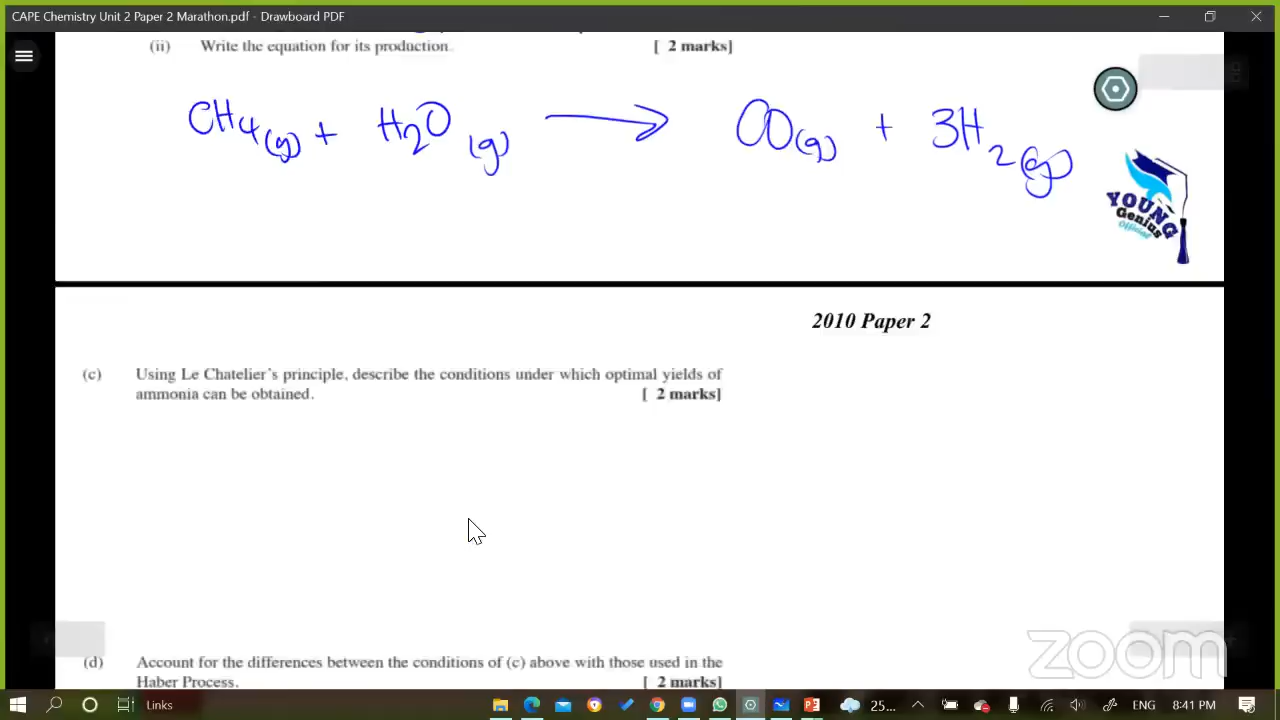 CAPE Chemistry Unit 2 Paper 2 Marathon.pdf - Drawboard PDF
(ii) Write the equation for its production. [ 2 marks]
CH4(g) + H2O (g) → CO(g) + 3H2(g)
YOUNG
Genius
Official
2010 Paper 2
(c) Using Le Chatelier's principle, describe the conditions under which optimal yields of
ammonia can be obtained. [ 2 marks]
zoom
(d) Account for the differences between the conditions of (c) above with those used in the
Haber Process. [ 2 marks]
Links 25... ENG 8:41 PM